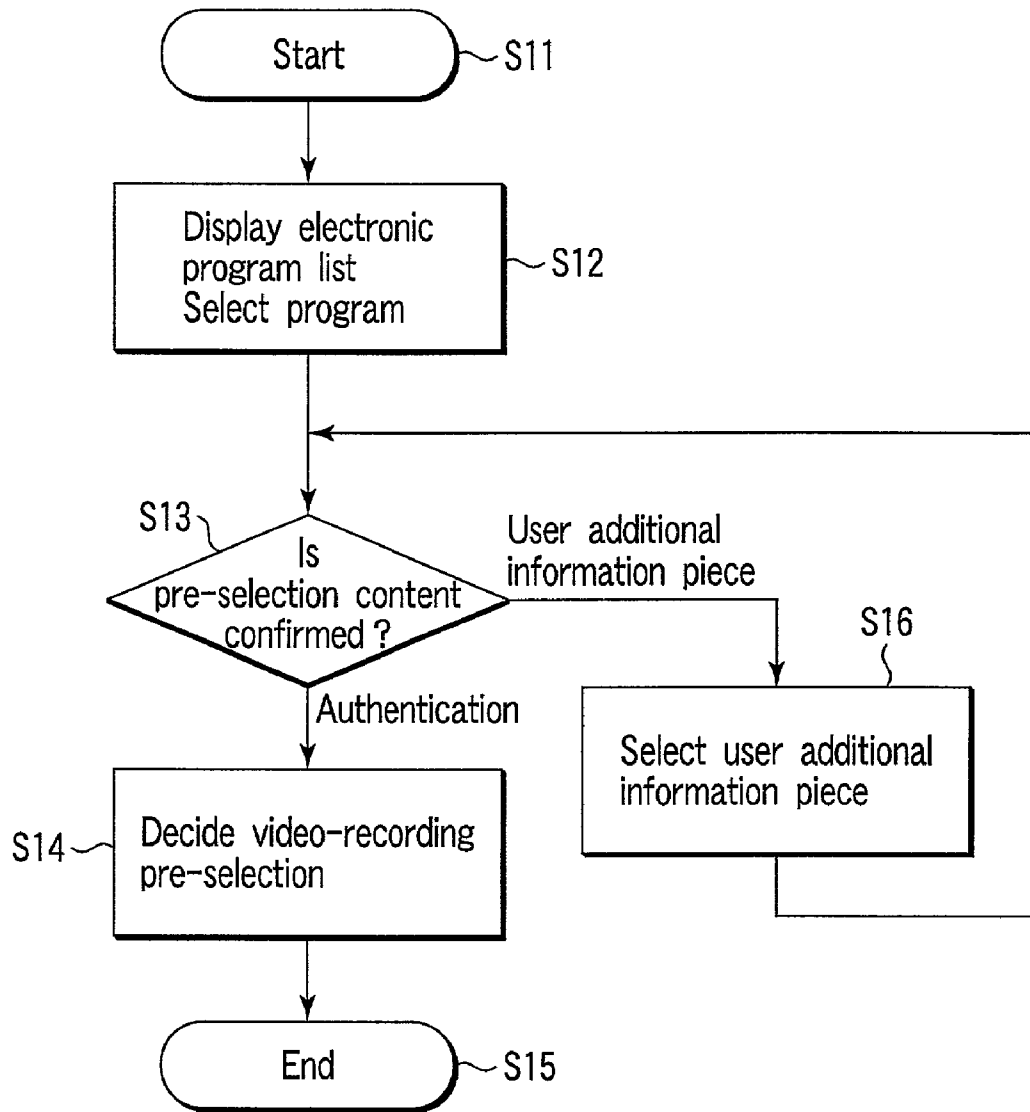 Start
S11
Display electronic
program list
Select program
S12
S13
Is
pre-selection content
confirmed?
User additional
information piece
S16
Authentication
Select user additional
information piece
S14
Decide video-recording
pre-selection
End
S15